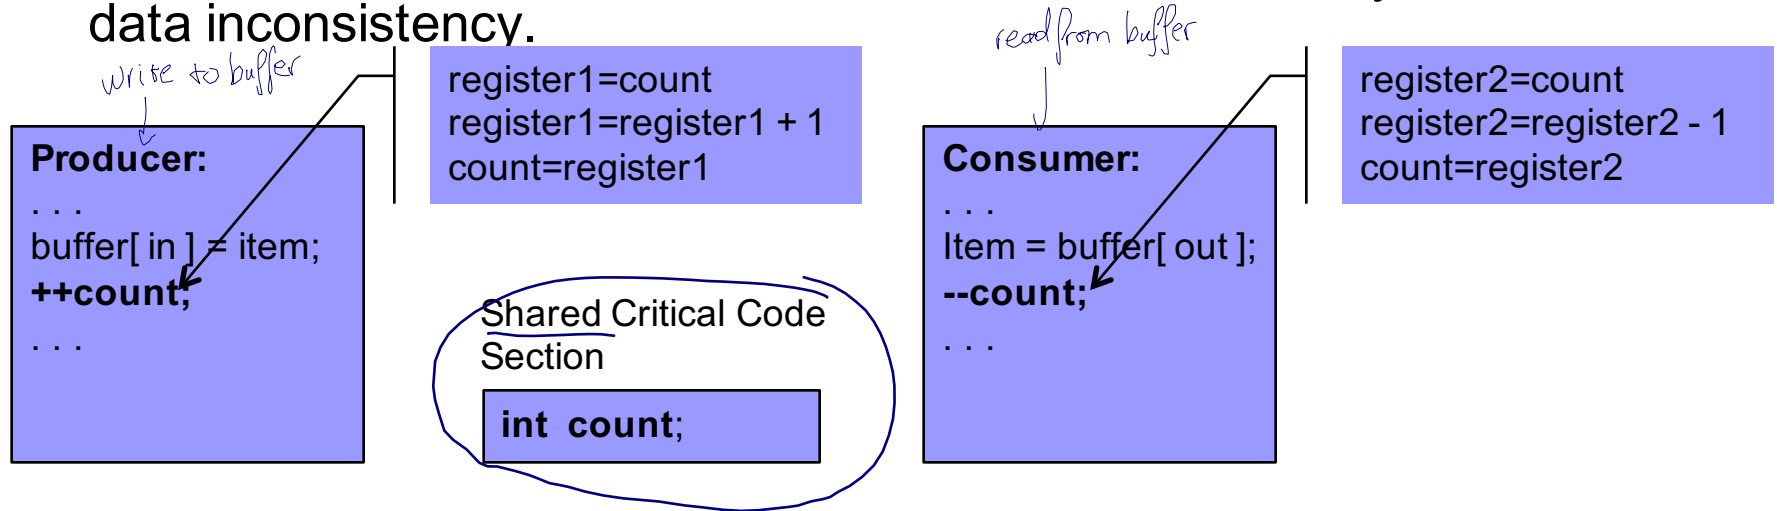 data inconsistency.
write to buffer
read from buffer
register1=count
register1=register1 + 1
count=register1
register2=count
register2=register2 - 1
count=register2
Producer:
. . .
buffer[ in ] = item;
++count;
. . .
Shared Critical Code
Section
int count;
Consumer:
. . .
Item = buffer[ out ];
--count;
. . .